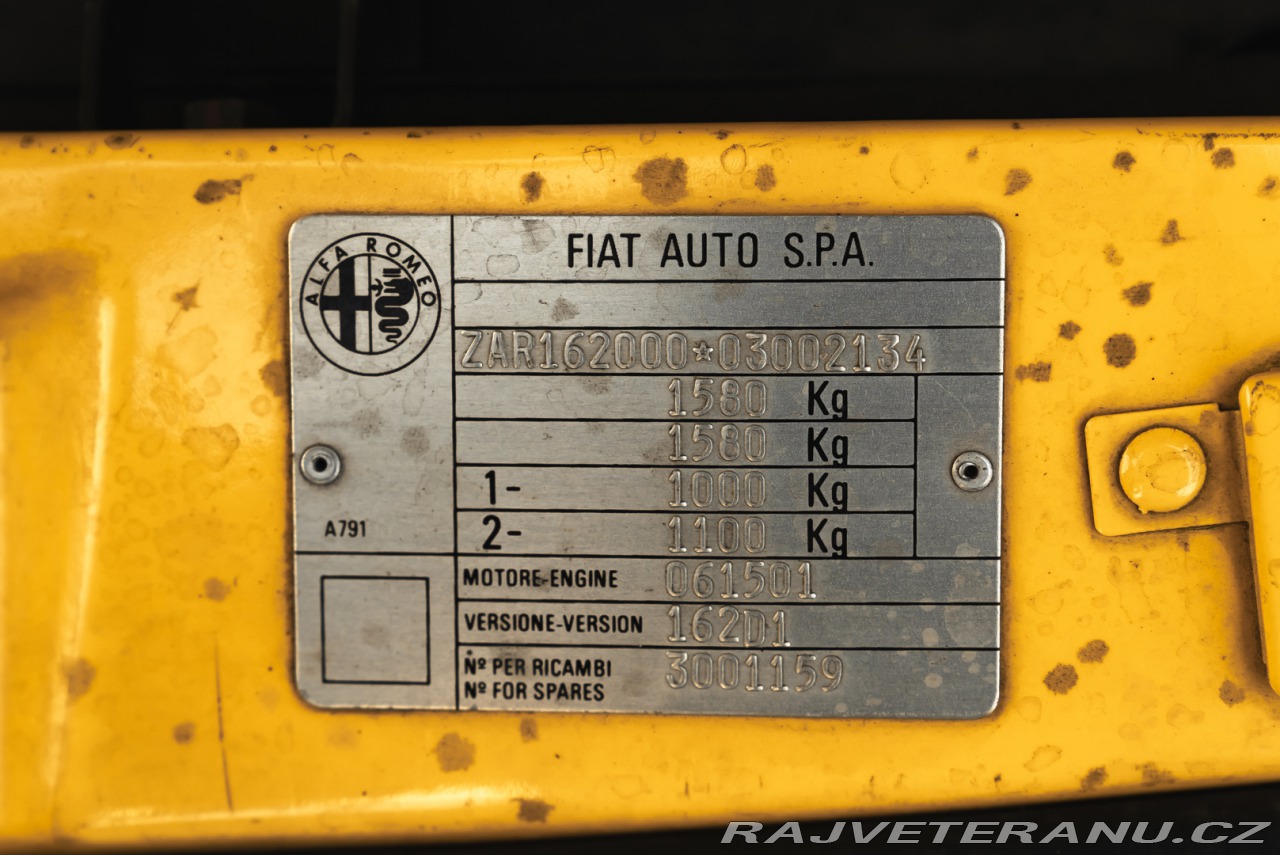 ALFA ROMEO
FIAT AUTO S.P.A.
ZAR162000*03002134
1580 Kg
1580 Kg
1- 1000 Kg
2- 1100 Kg
A791
MOTORE-ENGINE 061501
VERSIONE-VERSION 162D1
Nº PER RICAMBI 3001159
Nº FOR SPARES
RAJVETERANU.CZ